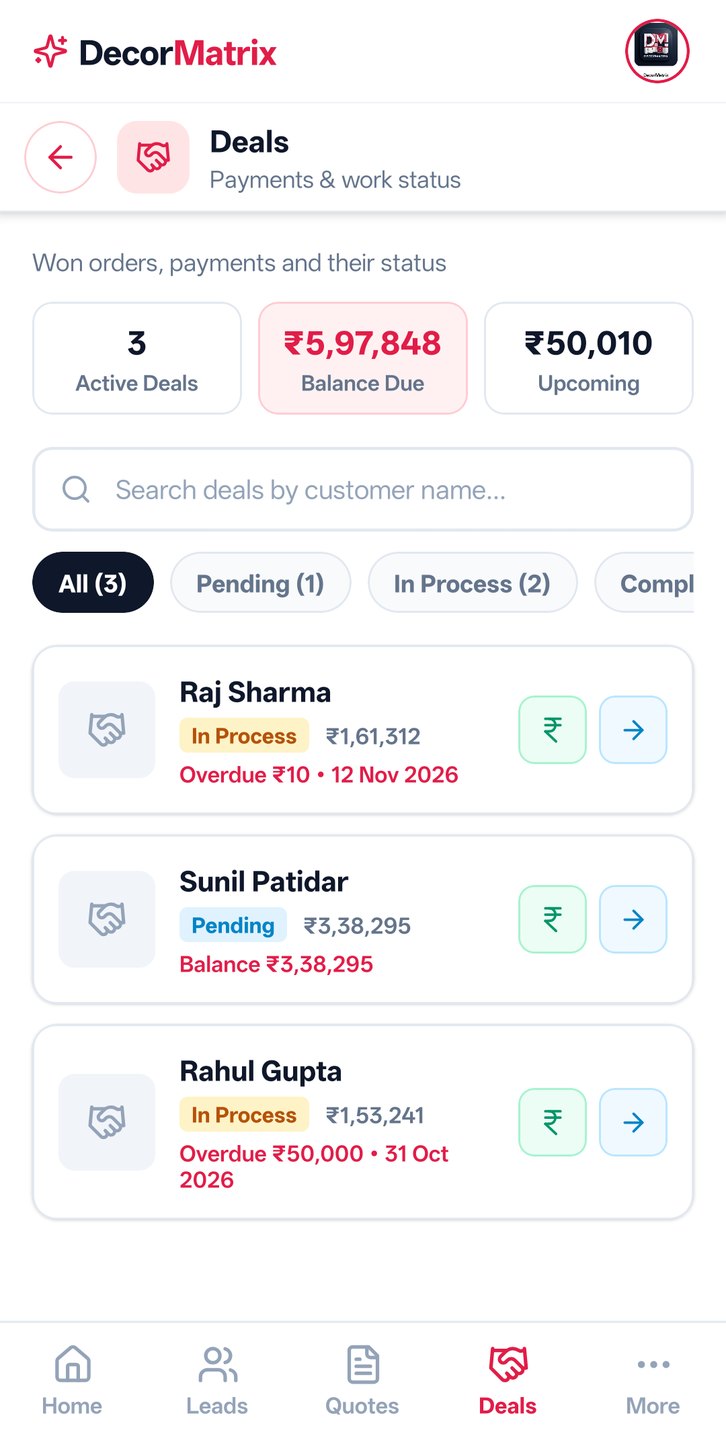 DecorMatrix
DM
DecorMatrix
Deals
Payments & work status
Won orders, payments and their status
3
Active Deals
₹5,97,848
Balance Due
₹50,010
Upcoming
Search deals by customer name...
All (3)
Pending (1)
In Process (2)
Compl
Raj Sharma
In Process ₹1,61,312
Overdue ₹10 • 12 Nov 2026
Sunil Patidar
Pending ₹3,38,295
Balance ₹3,38,295
Rahul Gupta
In Process ₹1,53,241
Overdue ₹50,000 • 31 Oct
2026
Home
Leads
Quotes
Deals
More